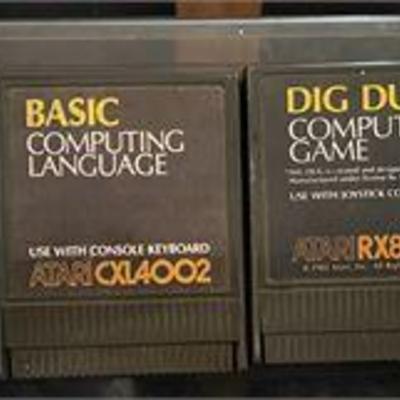 BASIC
COMPUTING
LANGUAGE
USE WITH CONSOLE KEYBOARD
ATARI CXL4002
DIG DU
COMPUT
GAME
USE WITH JOYSTICK CO
ATARI RX8